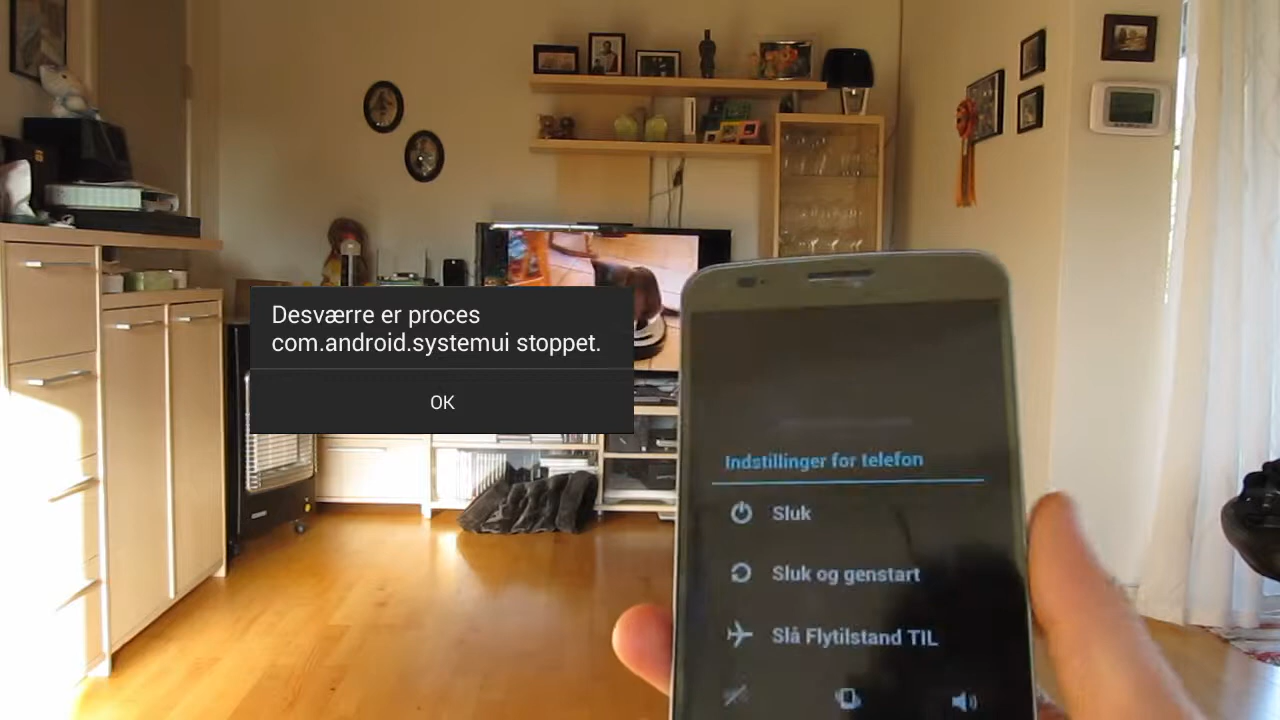 Desværre er proces
com.android.systemui stoppet.
OK
Indstillinger for telefon
Sluk
Sluk og genstart
Slå Flytilstand TIL